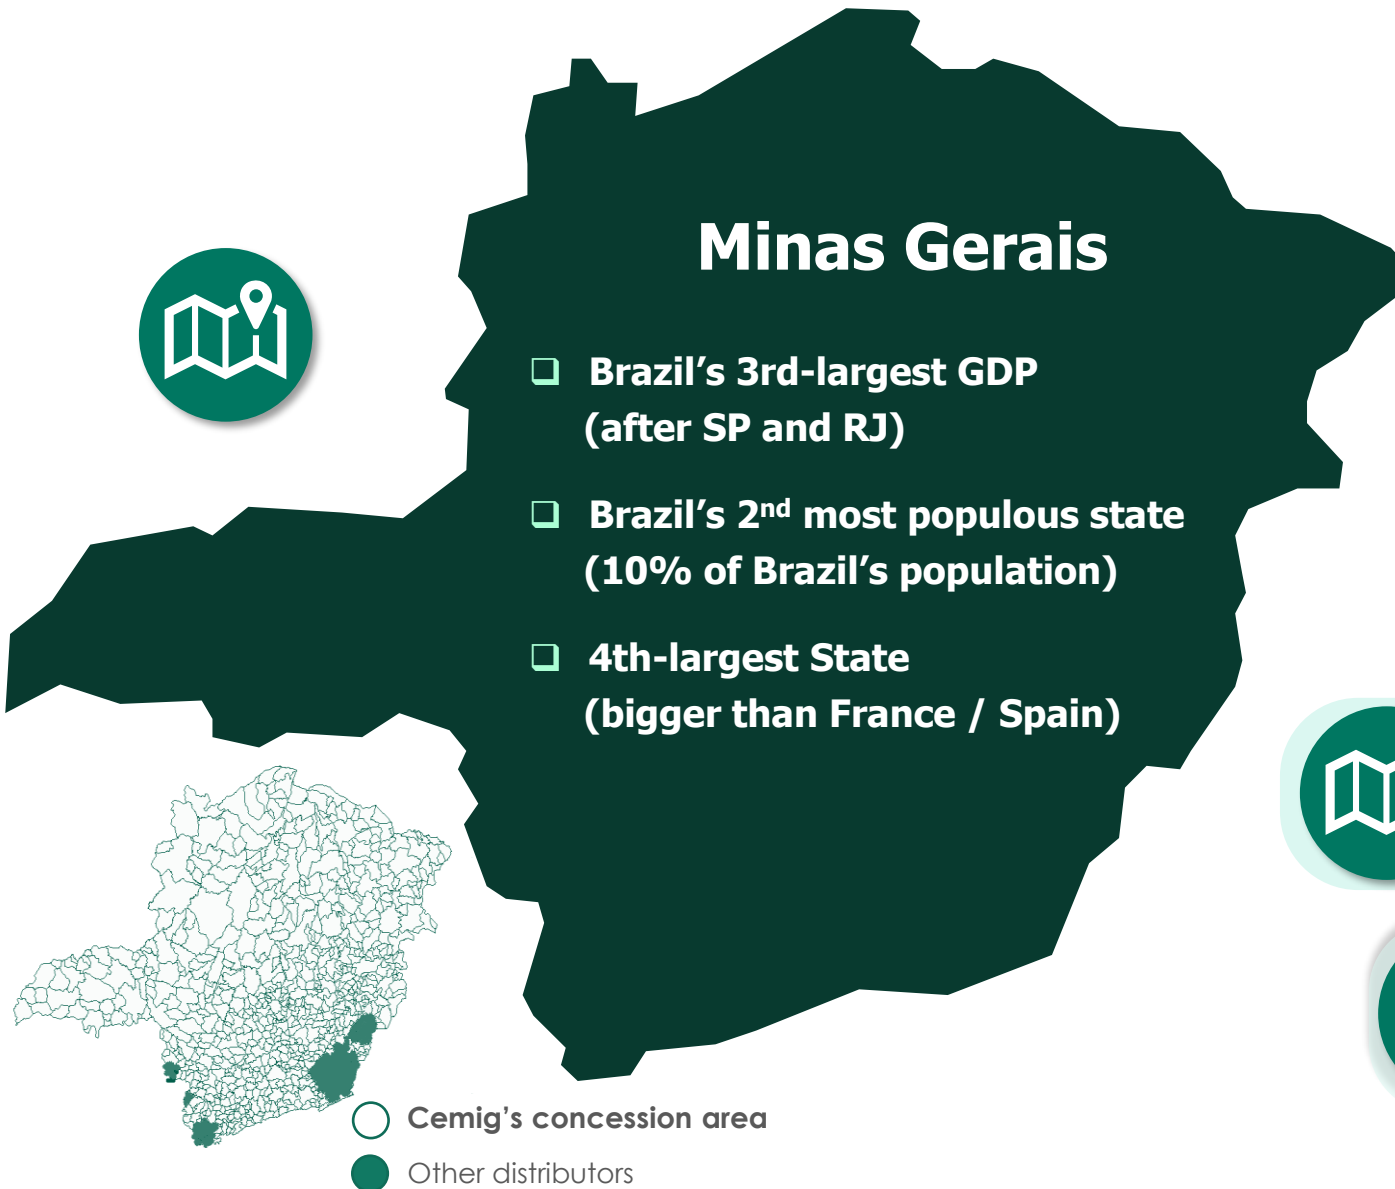 Minas Gerais
❑ Brazil’s 3rd-largest GDP
(after SP and RJ)
❑ Brazil’s 2nd most populous state
(10% of Brazil’s population)
❑ 4th-largest State
(bigger than France / Spain)
Cemig’s concession area
Other distributors